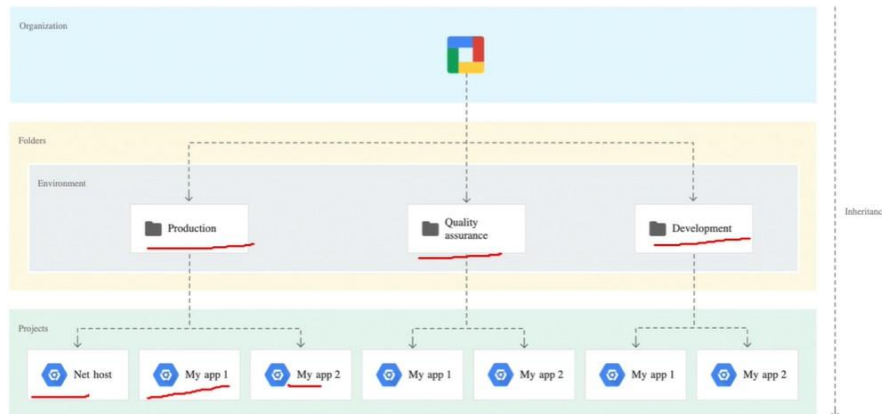 Organization
Folders
Environment
Production
Quality
assurance
Development
Inheritanc
Projects
Net host
My app 1
My app 2
My app 1
My app 2
My app 1
My app 2